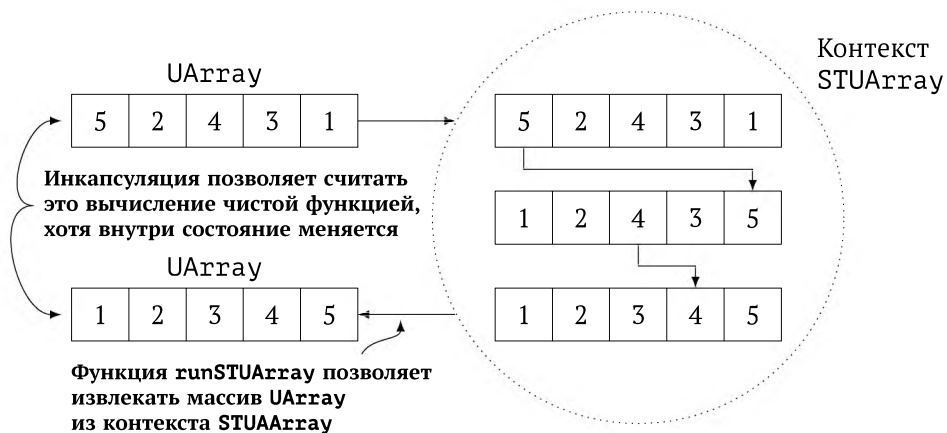 Контекст
STUArray
UArray
5 2 4 3 1
5 2 4 3 1
Инкапсуляция позволяет считать
это вычисление чистой функцией,
хотя внутри состояние меняется
1 2 4 3 5
UArray
1 2 3 4 5
1 2 3 4 5
Функция runSTUArray позволяет
извлекать массив UArray
из контекста STUAArray